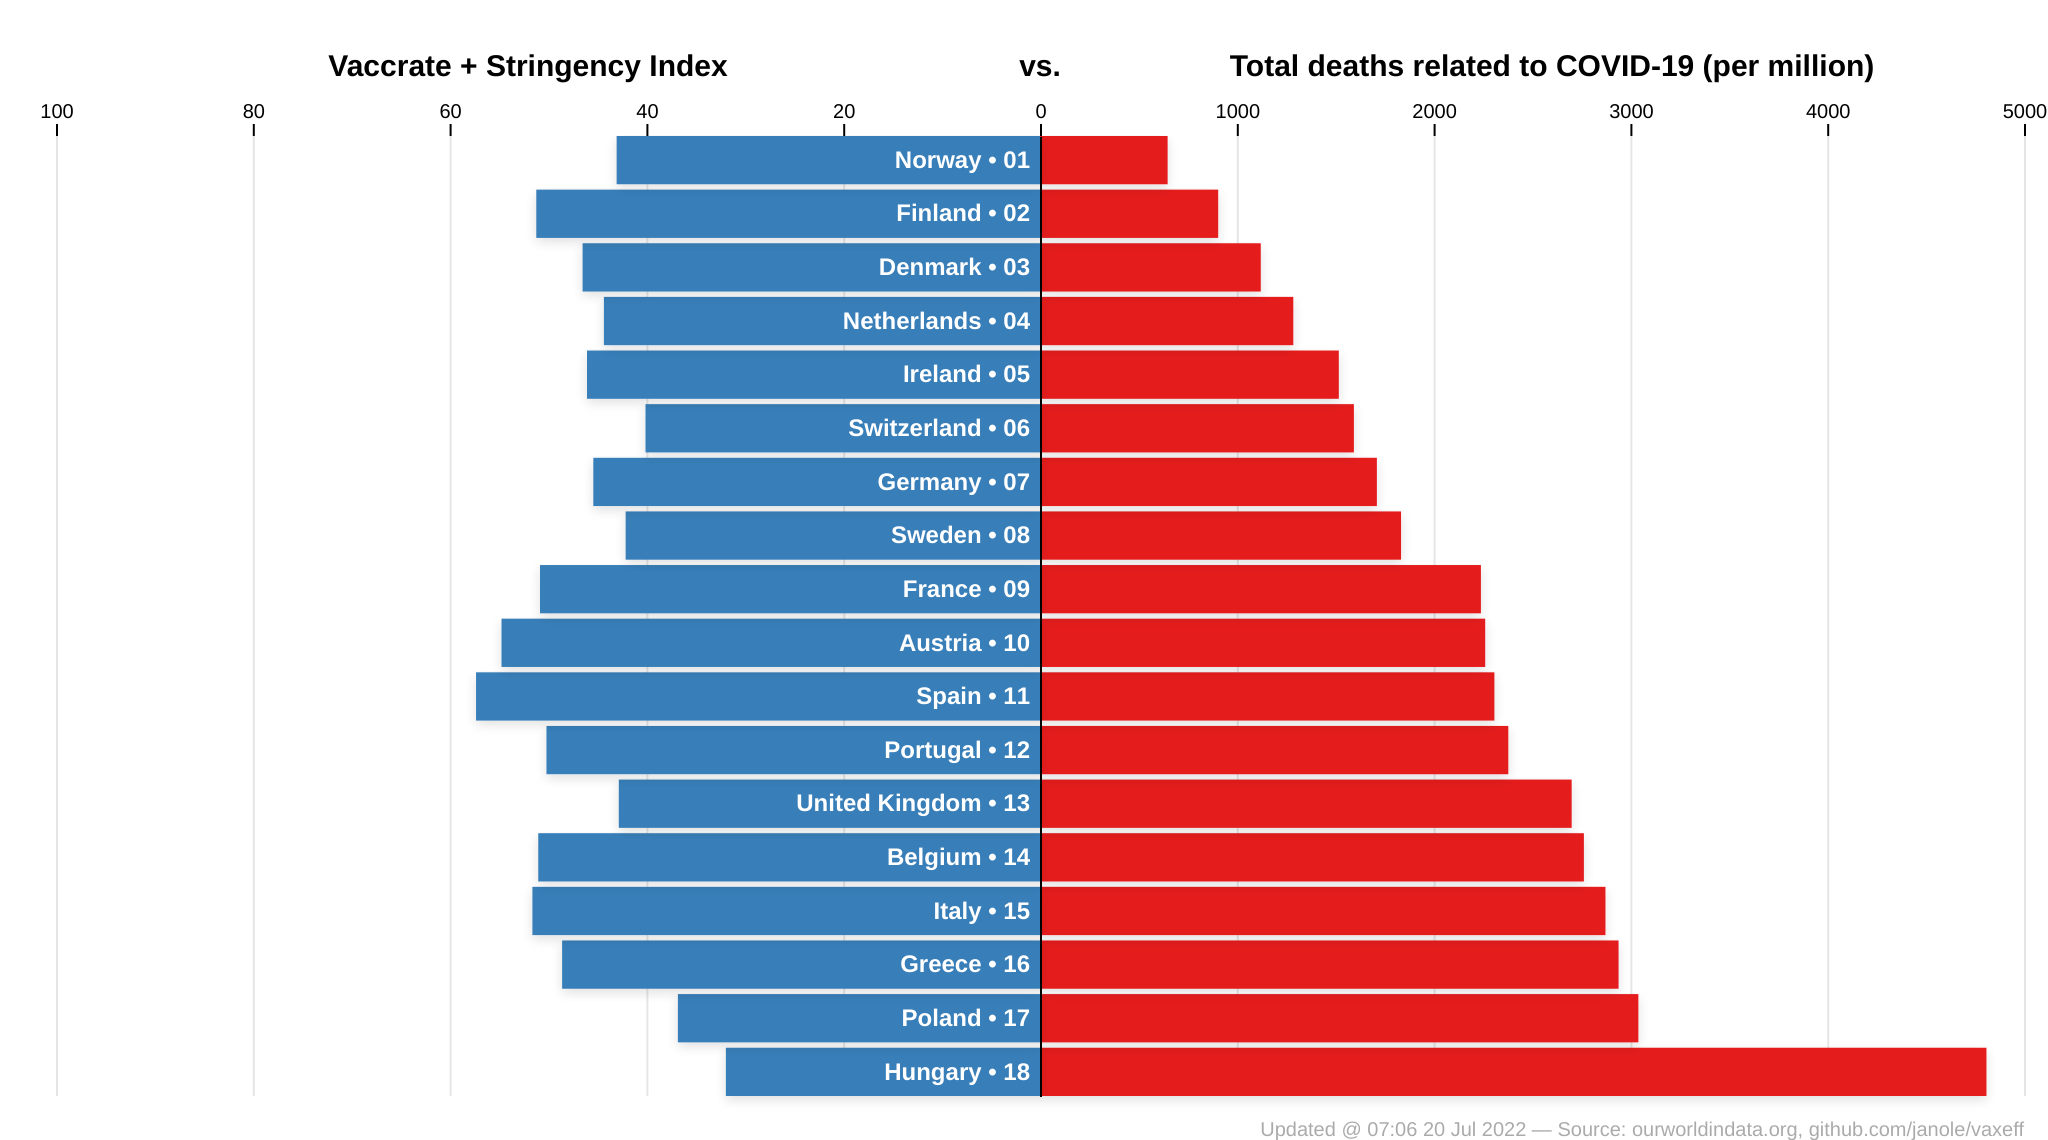 Vaccrate + Stringency Index vs. Total deaths related to COVID-19 (per million)
100 80 60 40 20 0 1000 2000 3000 4000 5000
Norway • 01
Finland • 02
Denmark • 03
Netherlands • 04
Ireland • 05
Switzerland • 06
Germany • 07
Sweden • 08
France • 09
Austria • 10
Spain • 11
Portugal • 12
United Kingdom • 13
Belgium • 14
Italy • 15
Greece • 16
Poland • 17
Hungary • 18
Updated @ 07:06 20 Jul 2022 — Source: ourworldindata.org, github.com/janole/vaxeff